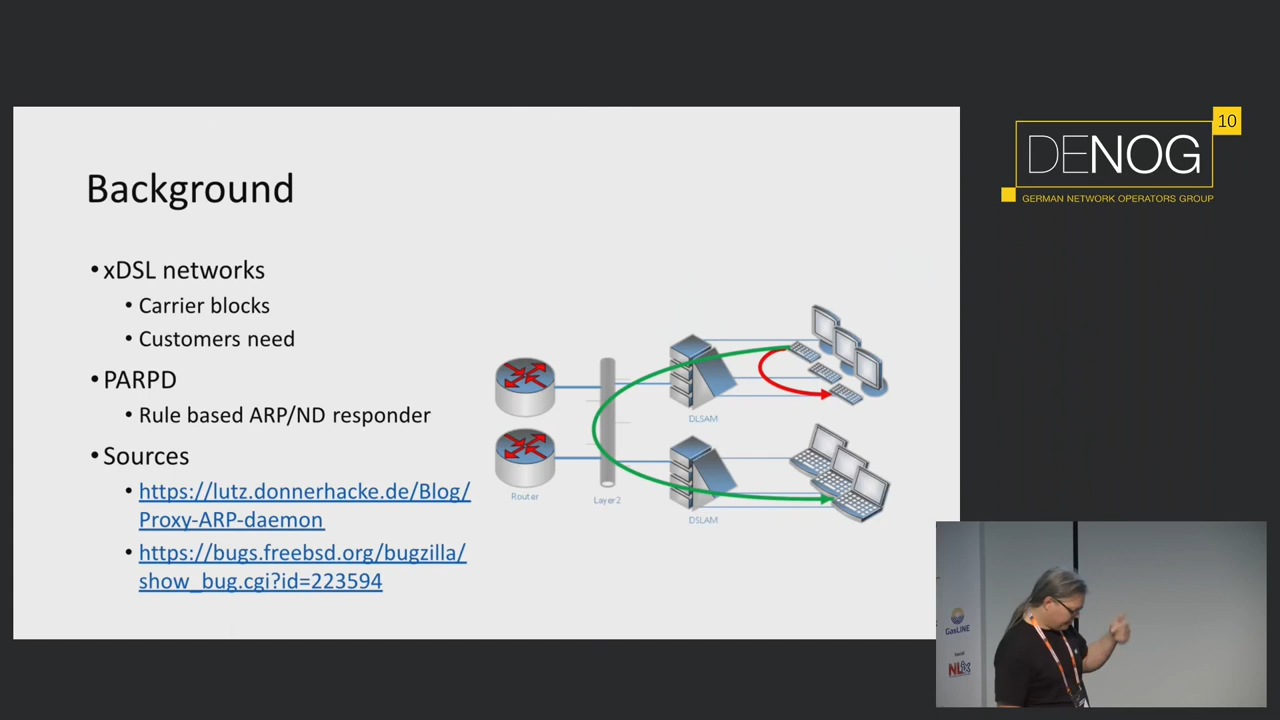 Background
• xDSL networks
• Carrier blocks
• Customers need
• PARPD
• Rule based ARP/ND responder
• Sources
• https://lutz.donnerhacke.de/Blog/
Proxy-ARP-daemon
• https://bugs.freebsd.org/bugzilla/
show_bug.cgi?id=223594
Router
Layer2
DLSAM
DSLAM
10
DENOG
GERMAN NETWORK OPERATORS GROUP
GasLINE